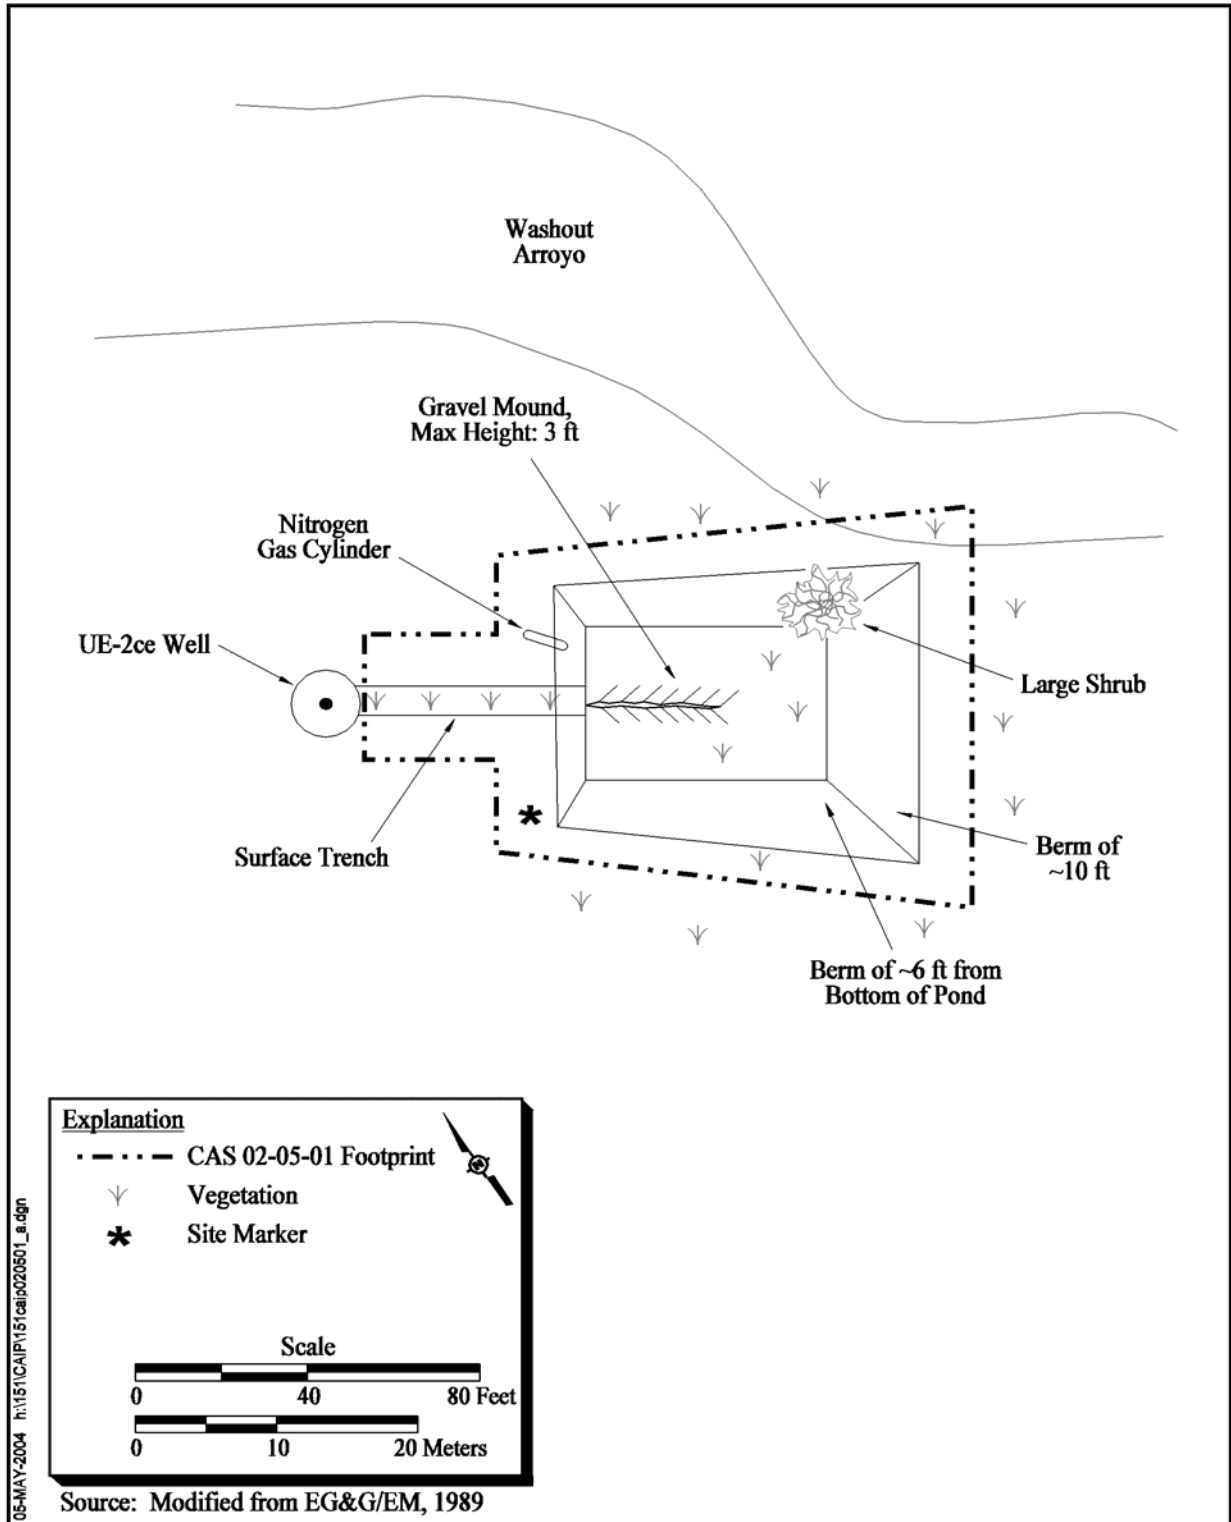 Washout
Arroyo
Gravel Mound,
Max Height: 3 ft
Nitrogen
Gas Cylinder
UE-2ce Well
Large Shrub
Surface Trench
Berm of
~10 ft
Berm of ~6 ft from
Bottom of Pond
Explanation
CAS 02-05-01 Footprint
Vegetation
* Site Marker
N
Scale
0 40 80 Feet
0 10 20 Meters
Source: Modified from EG&G/EM, 1989
05-MAY-2004 h:\151\CAIP\151caip020501_a.dgn